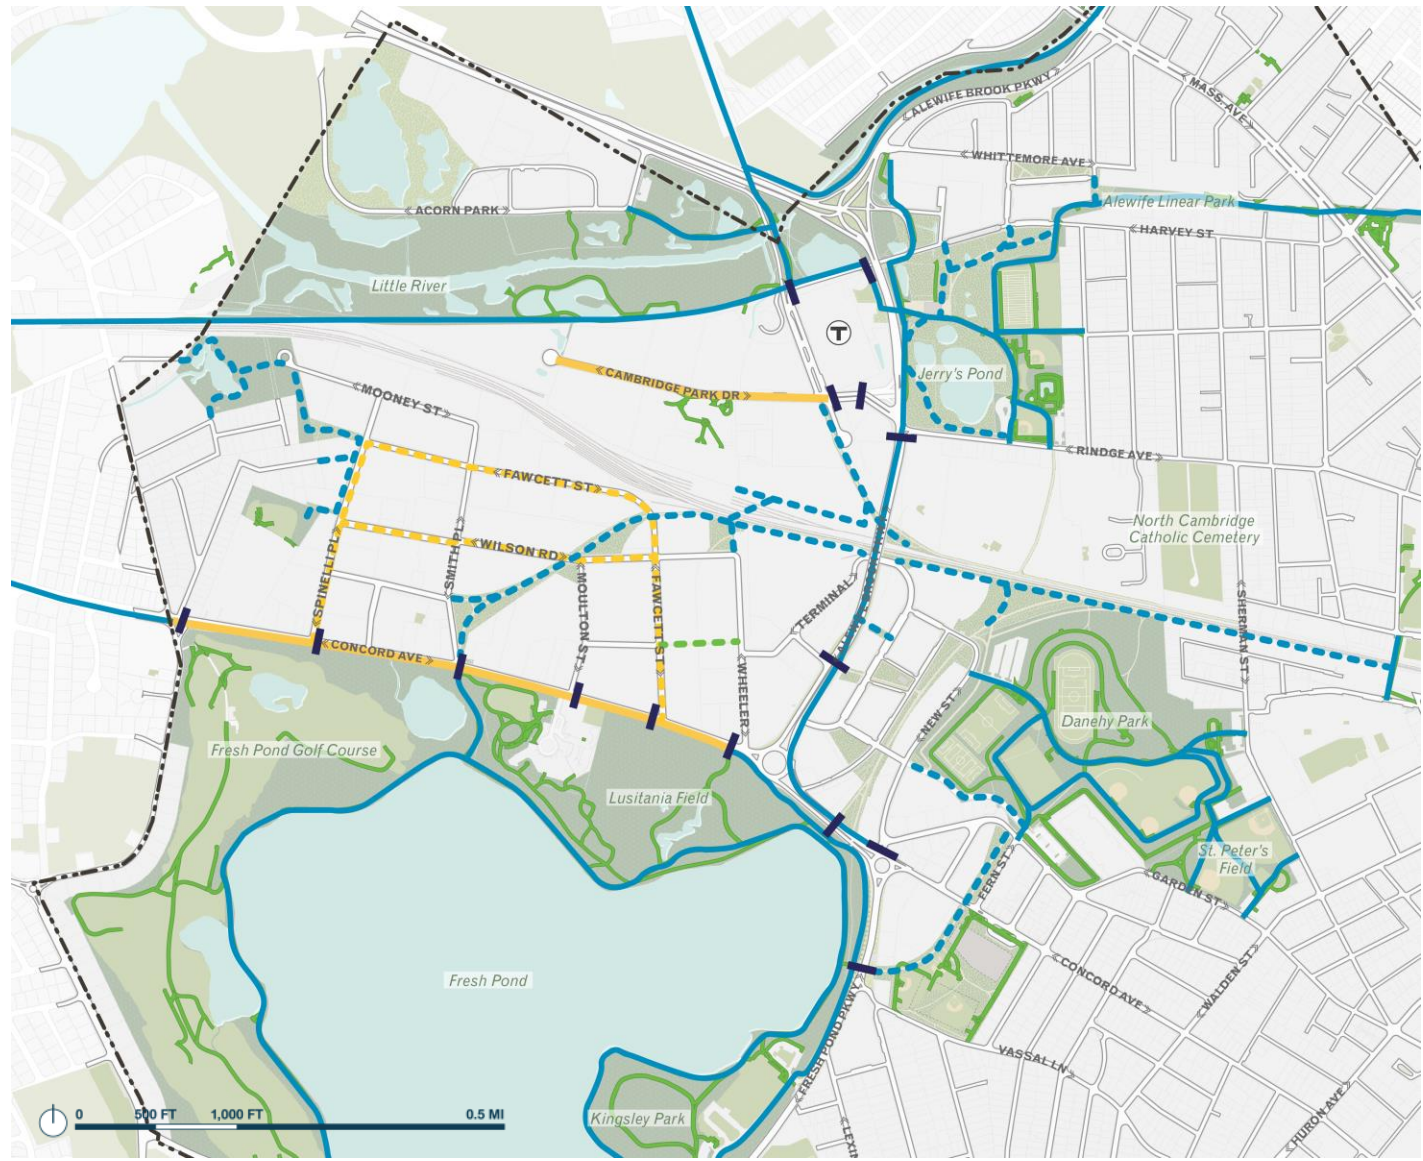 MASS. AVE
ALEWIFE BROOK PKWY
WHITTEMORE AVE
Alewife Linear Park
ACORN PARK
HARVEY ST
Little River
T
CAMBRIDGE PARK DR
Jerry's Pond
MOONEY ST
RINDGE AVE
FAWCETT ST
North Cambridge
Catholic Cemetery
WILSON RD
SPINELLI PL
SMITH PL
MOULTON ST
FAWCETT ST
TERMINAL
SHERMAN ST
CONCORD AVE
WHEELER
NEW ST
Danehy Park
Fresh Pond Golf Course
Lusitania Field
St. Peter's
Field
FERN ST
GARDEN ST
Fresh Pond
CONCORD AVE
WALDEN ST
FRESH POND PKWY
VASSAL LN
0 500 FT 1,000 FT 0.5 MI
Kingsley Park
HURON AVE